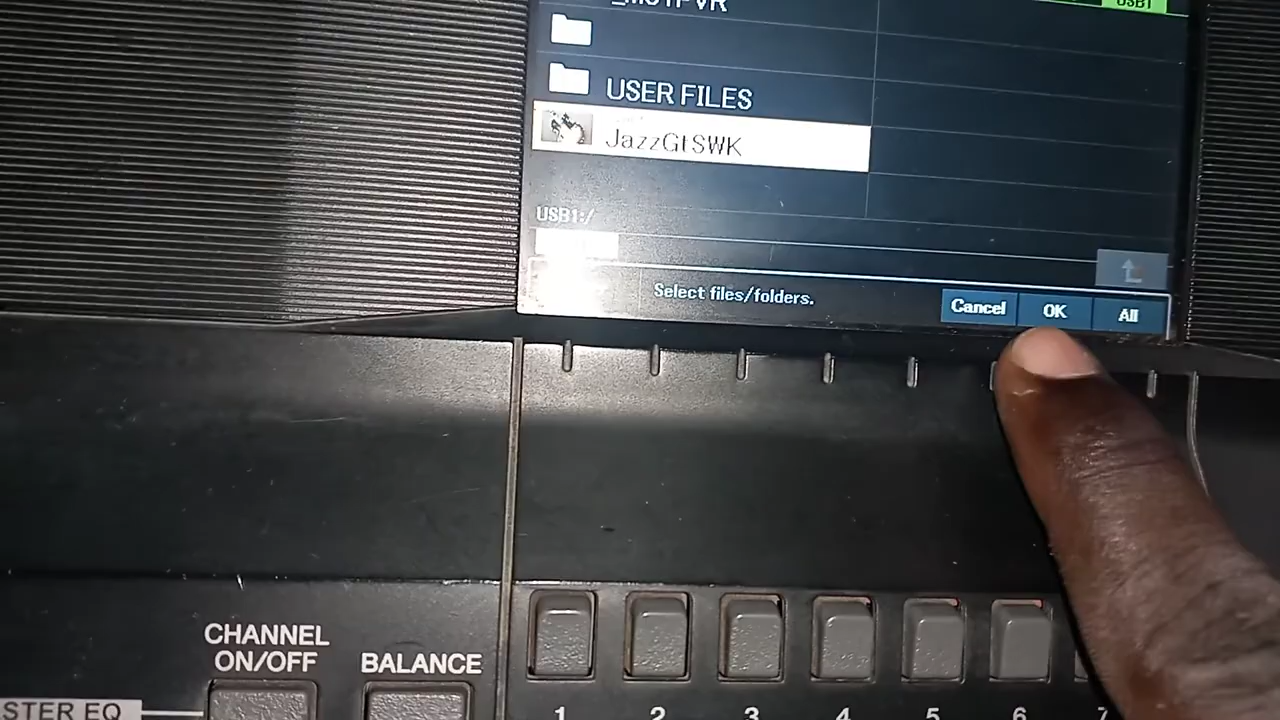 USB1
USER FILES
JazzGtSWK
USB1:/
Select files/folders.
Cancel
OK
All
CHANNEL
ON/OFF
BALANCE
STER EQ
1
2
3
4
5
6
7